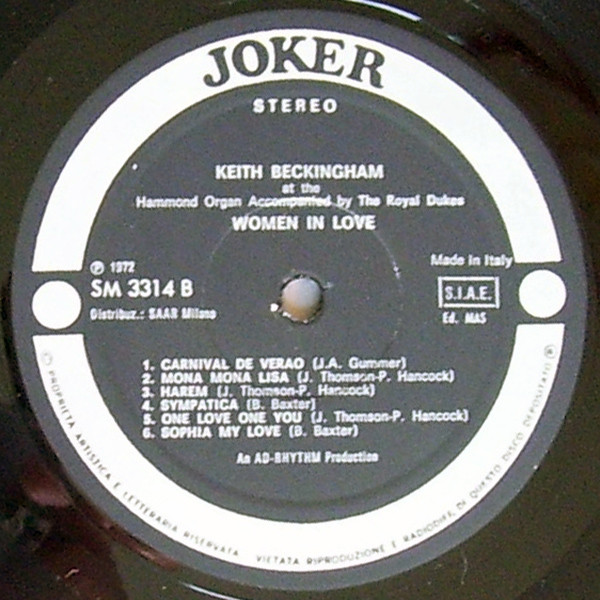 JOKER
STEREO
KEITH BECKINGHAM
at the
Hammond Organ Accompanied by The Royal Dukes
WOMEN IN LOVE
℗ 1972
SM 3314 B
Distribuz.: SAAR Milano
Made in Italy
S.I.A.E.
Ed. MAS
1. CARNIVAL DE VERAO (J.A. Gummer)
2. MONA MONA LISA (J. Thomson-P. Hancock)
3. HAREM (J. Thomson-P. Hancock)
4. SYMPATICA (B. Baxter)
5. ONE LOVE ONE YOU (J. Thomson-P. Hancock)
6. SOPHIA MY LOVE (B. Baxter)
An AD-RHYTHM Production
© PROPRIETA ARTISTICA E LETTERARIA RISERVATA VIETATA RIPRODUZIONE E RADIODIFF. DI QUESTO DISCO DEPOSITATO ®